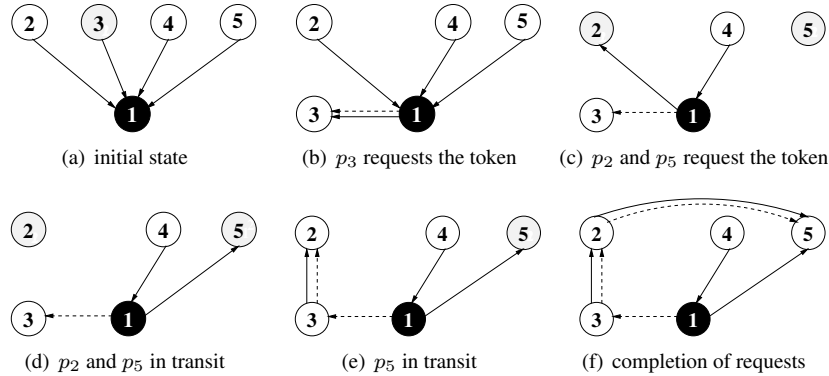 2 3 4 5
1
(a) initial state
2 4 5
3 1
(b) p₃ requests the token
2 4 5
3 1
(c) p₂ and p₅ request the token
2 4 5
3 1
(d) p₂ and p₅ in transit
2 4 5
3 1
(e) p₅ in transit
2 4 5
3 1
(f) completion of requests